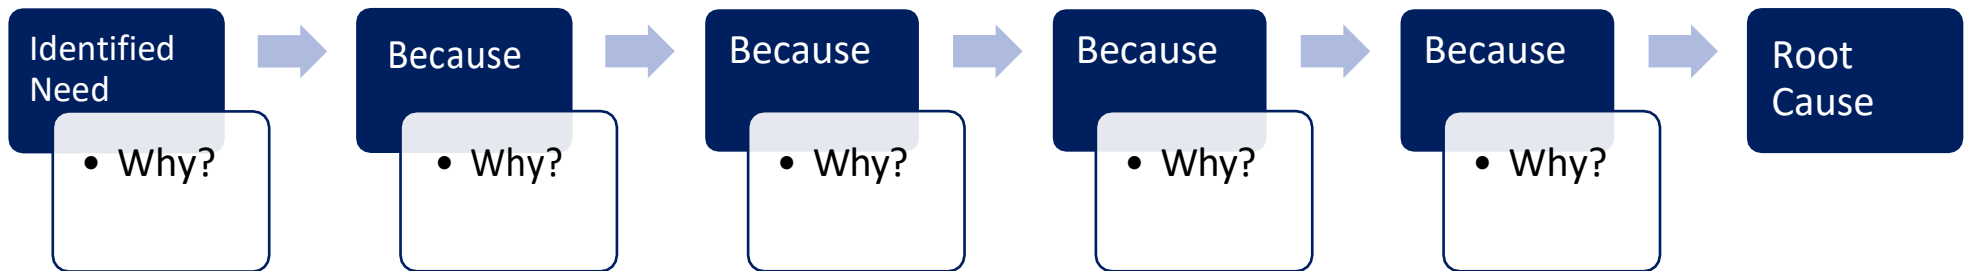 Identified
Need
• Why?
Because
• Why?
Because
• Why?
Because
• Why?
Because
• Why?
Root
Cause